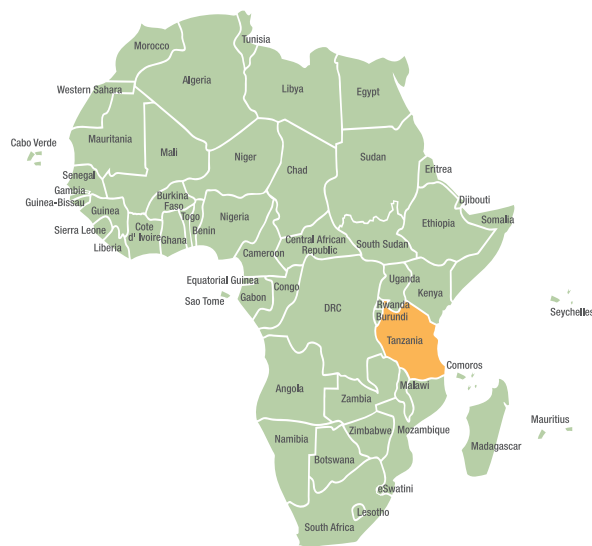 Tunisia
Morocco
Algeria
Libya
Egypt
Western Sahara
Mauritania
Mali
Niger
Chad
Sudan
Eritrea
Cabo Verde
Senegal
Gambia
Guinea-Bissau
Guinea
Sierra Leone
Liberia
Cote
d' Ivoire
Burkina
Faso
Ghana
Togo
Benin
Nigeria
Djibouti
Ethiopia
Somalia
Cameroon
Central African
Republic
South Sudan
Equatorial Guinea
Sao Tome
Gabon
Congo
DRC
Uganda
Kenya
Rwanda
Burundi
Tanzania
Seychelles
Comoros
Angola
Zambia
Malawi
Mozambique
Zimbabwe
Namibia
Botswana
Madagascar
Mauritius
eSwatini
Lesotho
South Africa